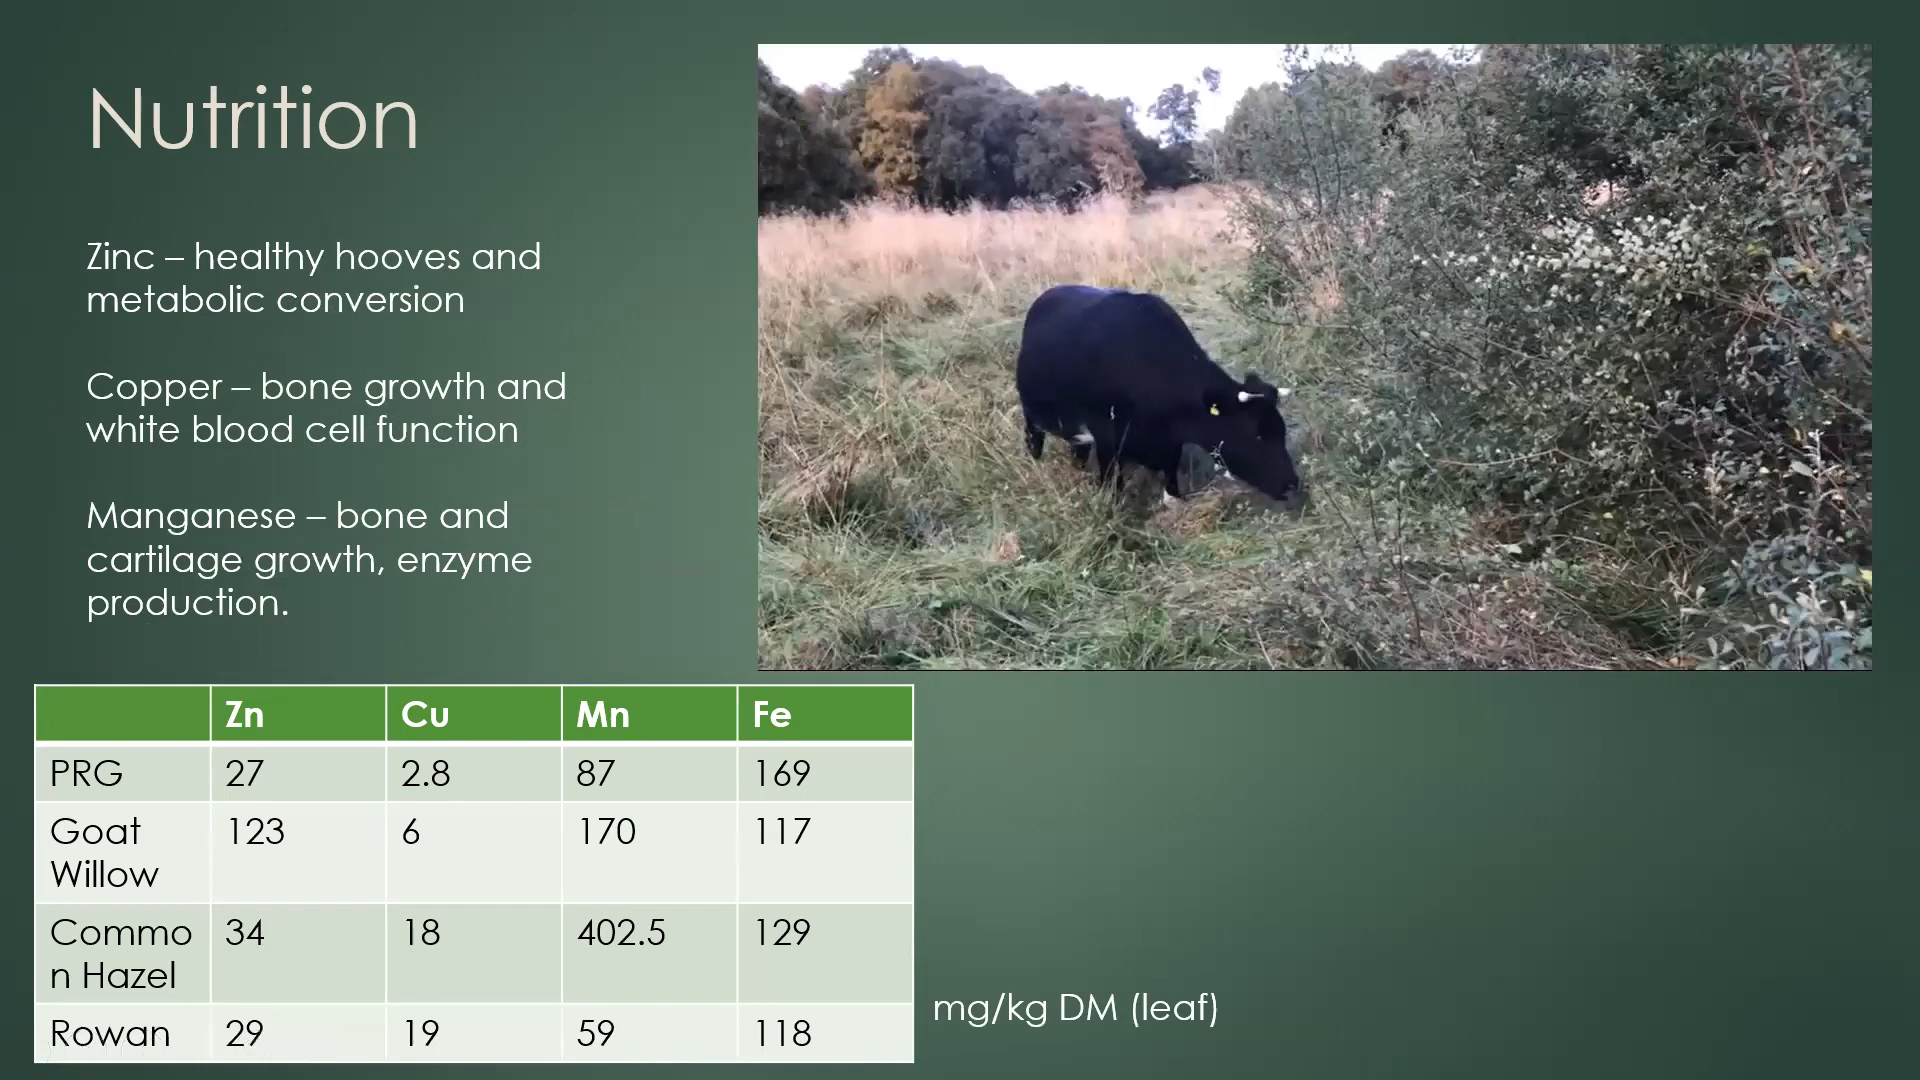 Nutrition
Zinc – healthy hooves and
metabolic conversion
Copper – bone growth and
white blood cell function
Manganese – bone and
cartilage growth, enzyme
production.
Zn Cu Mn Fe
PRG 27 2.8 87 169
Goat 123 6 170 117
Willow
Commo 34 18 402.5 129
n Hazel
Rowan 29 19 59 118
mg/kg DM (leaf)